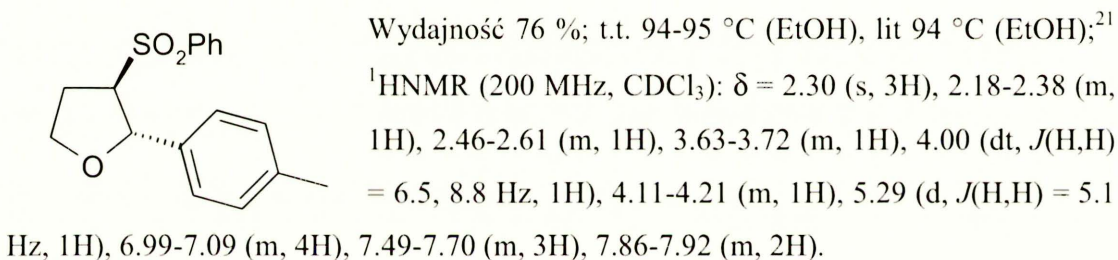 SO₂Ph
O
Wydajność 76 %; t.t. 94-95 °C (EtOH), lit 94 °C (EtOH);²¹
¹HNMR (200 MHz, CDCl₃): δ = 2.30 (s, 3H), 2.18-2.38 (m,
1H), 2.46-2.61 (m, 1H), 3.63-3.72 (m, 1H), 4.00 (dt, J(H,H)
= 6.5, 8.8 Hz, 1H), 4.11-4.21 (m, 1H), 5.29 (d, J(H,H) = 5.1
Hz, 1H), 6.99-7.09 (m, 4H), 7.49-7.70 (m, 3H), 7.86-7.92 (m, 2H).